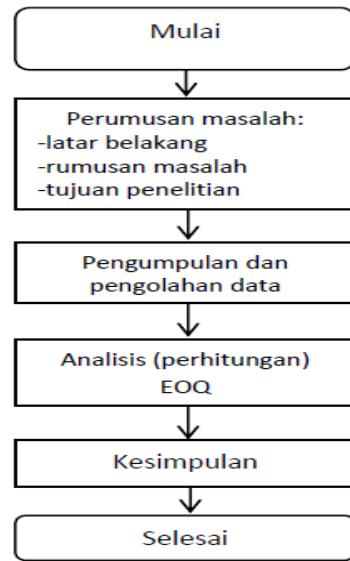 Mulai
Perumusan masalah:
-latar belakang
-rumusan masalah
-tujuan penelitian
Pengumpulan dan
pengolahan data
Analisis (perhitungan)
EOQ
Kesimpulan
Selesai